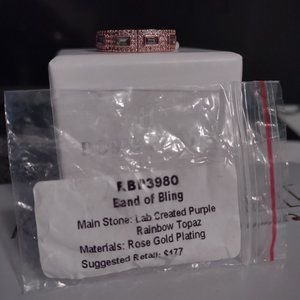 RBP3980
Band of Bling
Main Stone: Lab Created Purple
Rainbow Topaz
Materials: Rose Gold Plating
Suggested Retail: $177